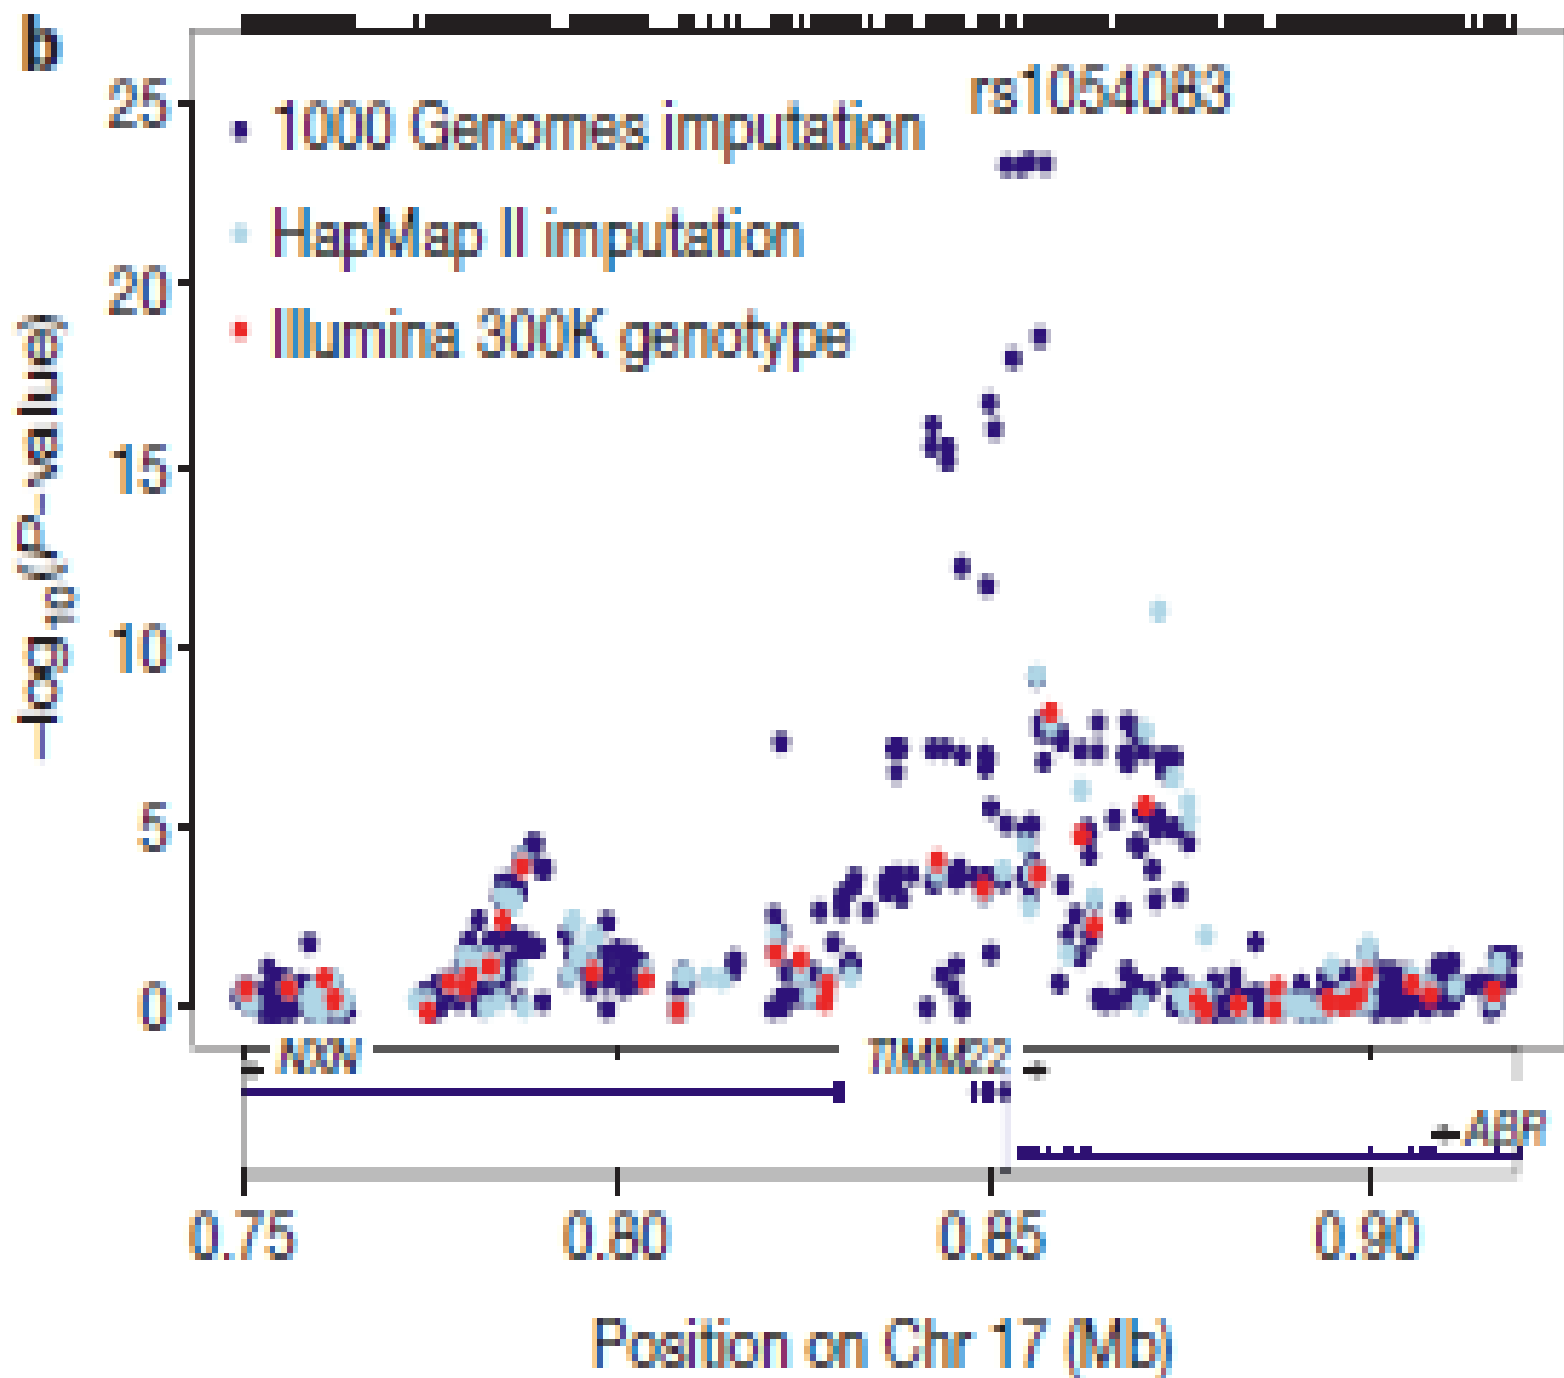 b
rs1054083
25
1000 Genomes imputation
HapMap II imputation
20
Illumina 300K genotype
15
10
5
0
–log10(P–value)
NXN
TIMM22
ABR
0.75 0.80 0.85 0.90
Position on Chr 17 (Mb)